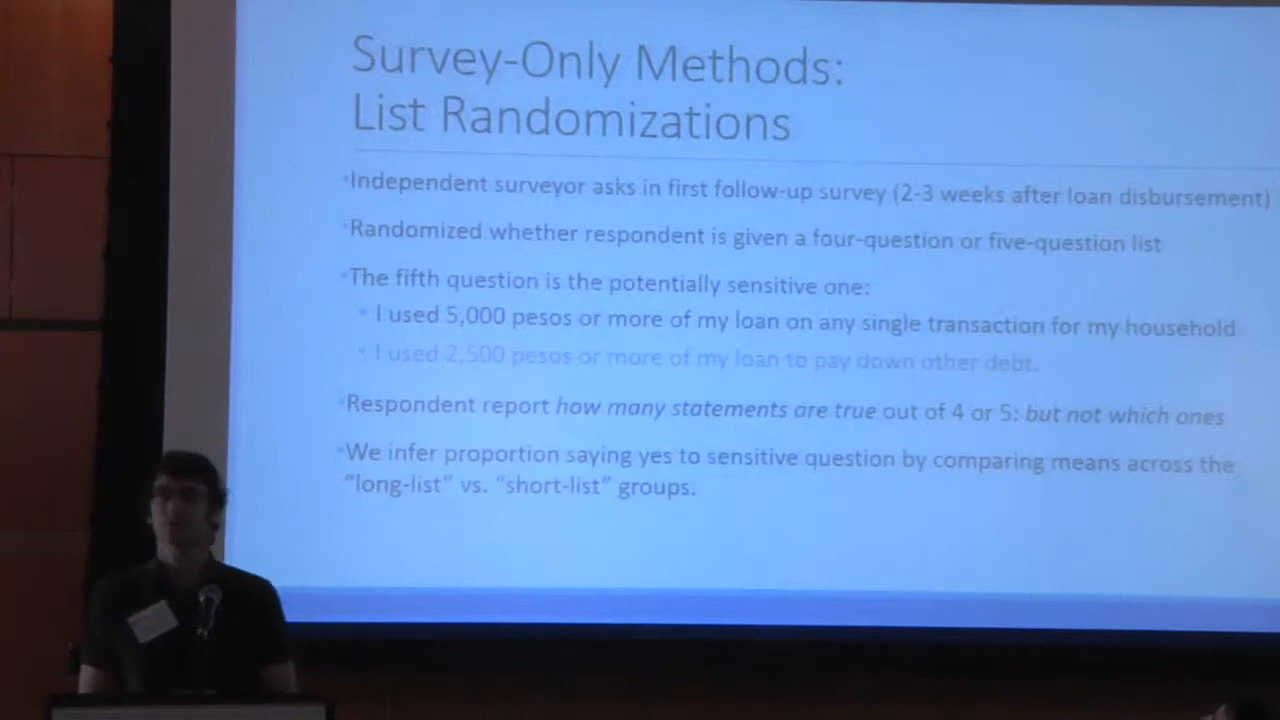 Survey-Only Methods:
List Randomizations
Independent surveyor asks in first follow-up survey (2-3 weeks after loan disbursement)
Randomized whether respondent is given a four-question or five-question list
The fifth question is the potentially sensitive one:
I used 5,000 pesos or more of my loan on any single transaction for my household
I used 2,500 pesos or more of my loan to pay down other debt.
Respondent report how many statements are true out of 4 or 5: but not which ones
We infer proportion saying yes to sensitive question by comparing means across the
“long-list” vs. “short-list” groups.